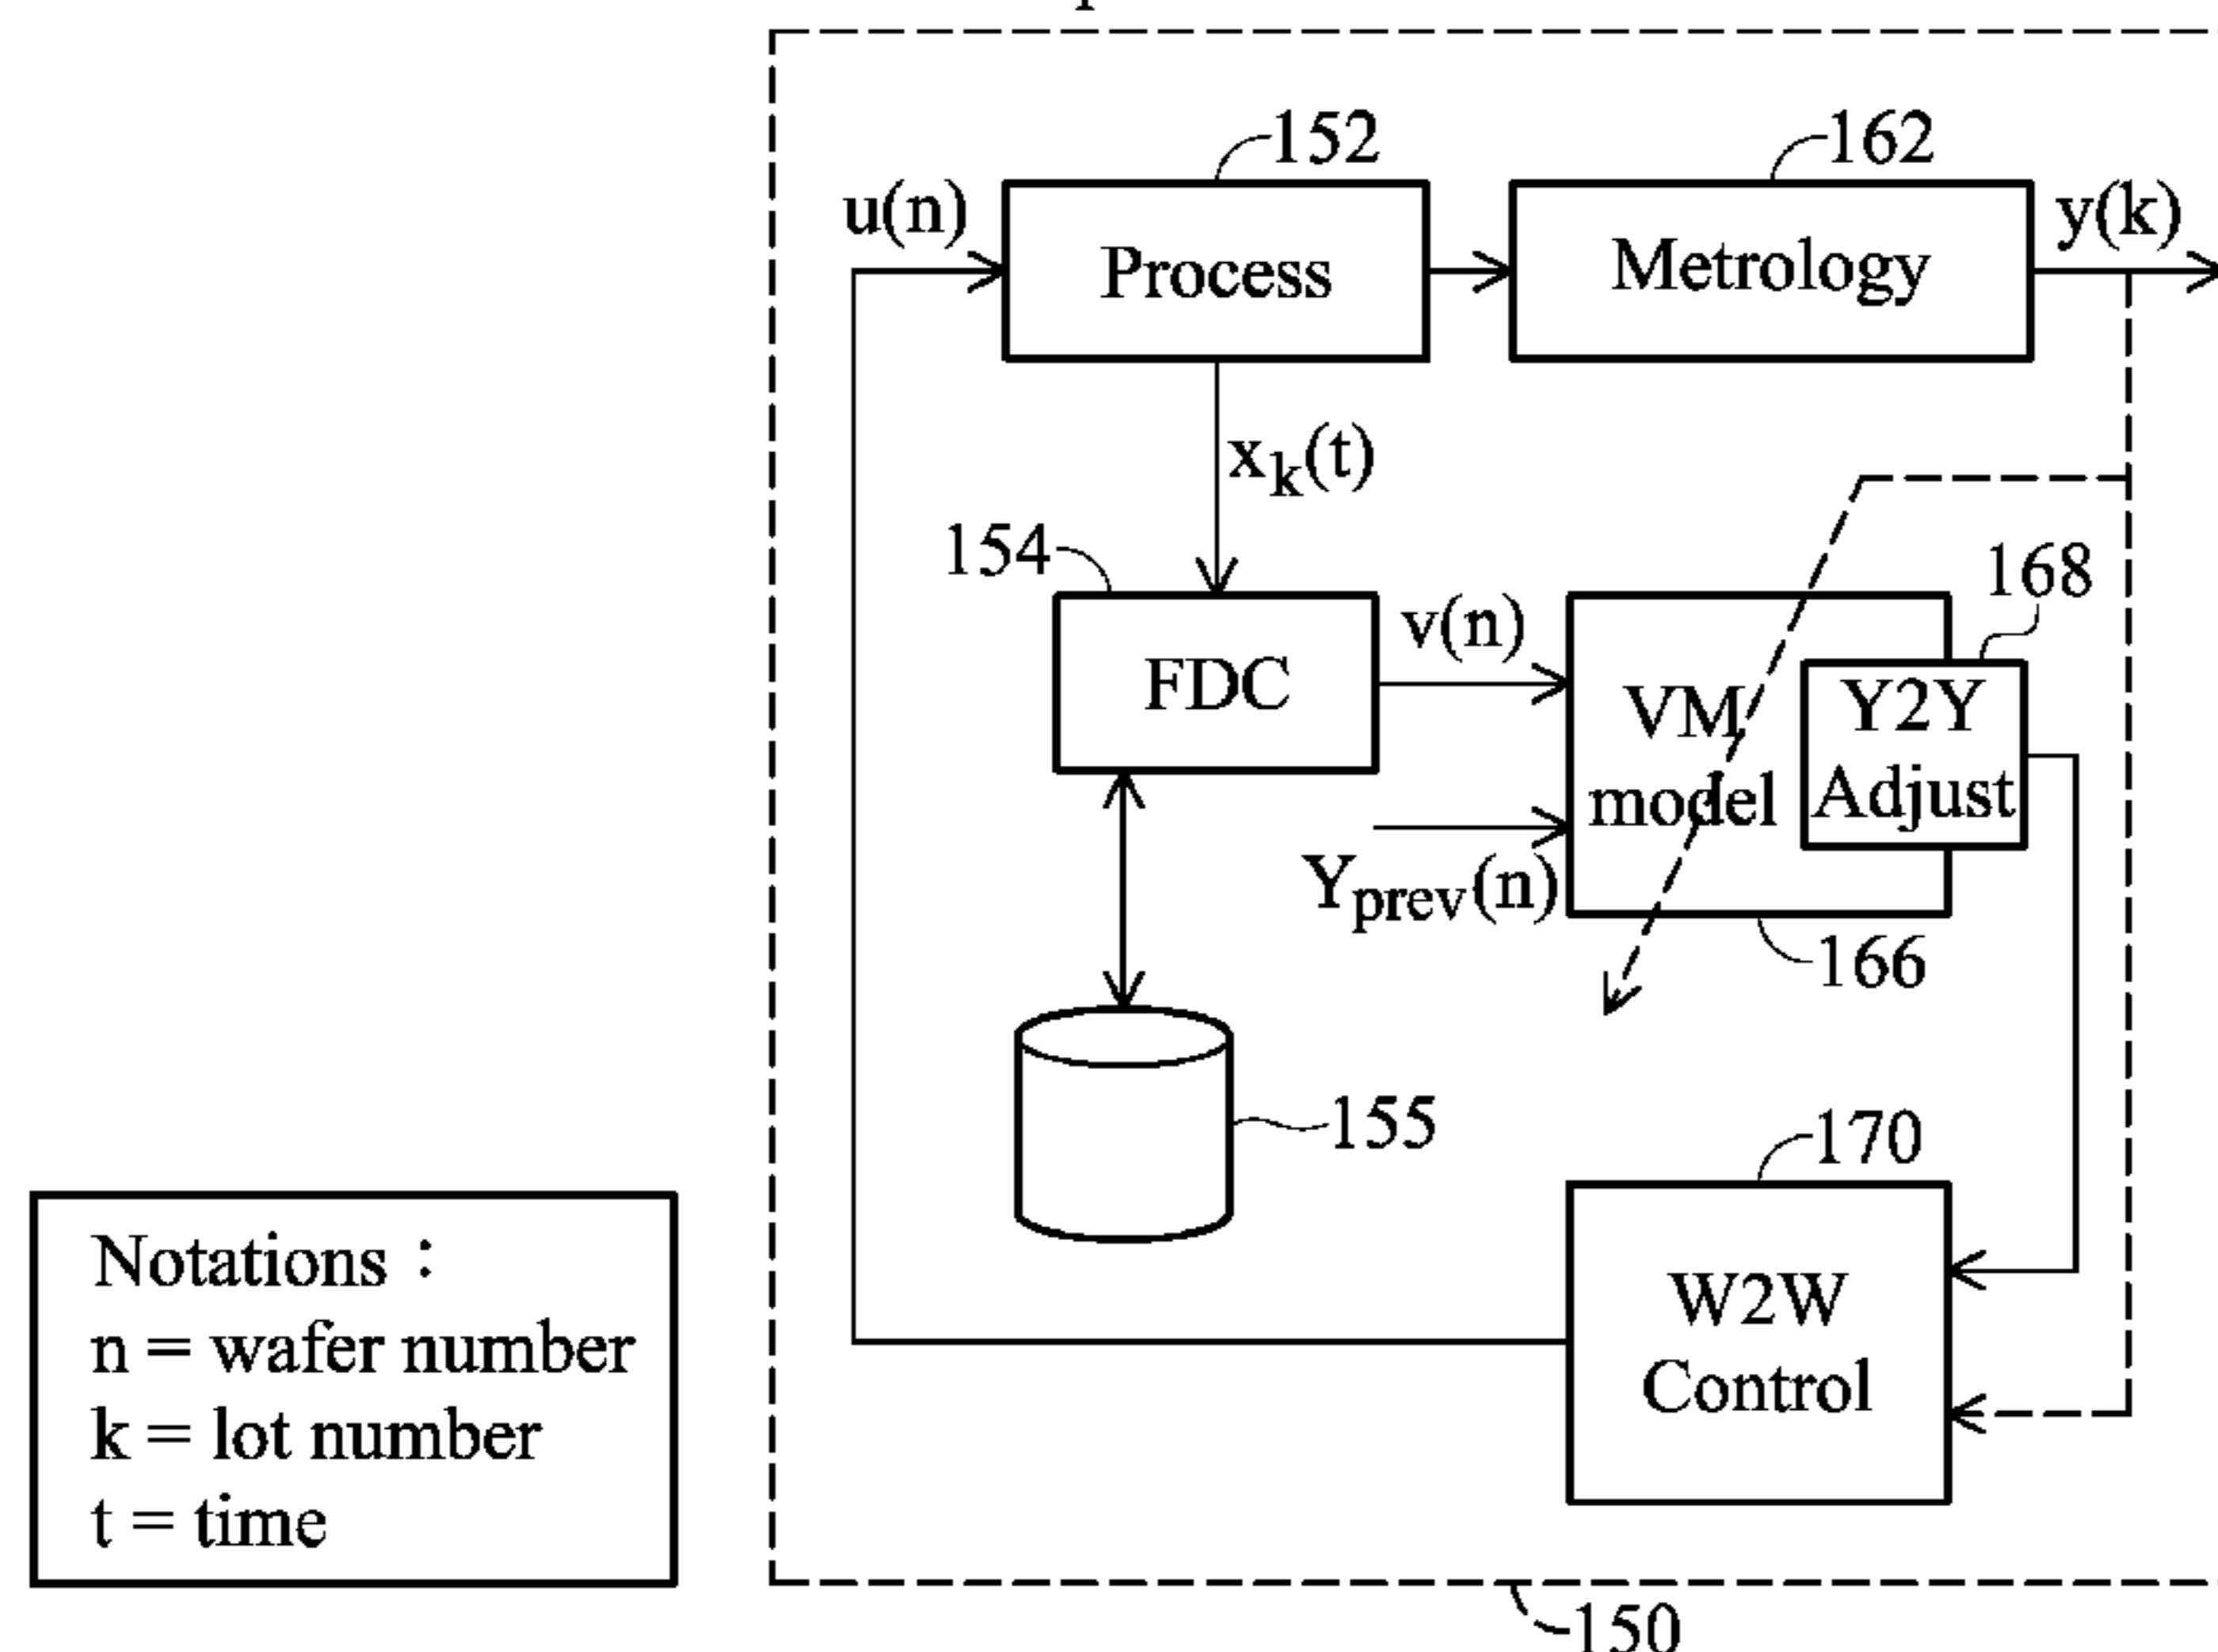 152
162
u(n)
Process
Metrology
y(k)
xk(t)
154
168
FDC
v(n)
VM
model
Y2Y
Adjust
Yprev(n)
166
155
170
W2W
Control
Notations :
n = wafer number
k = lot number
t = time
150